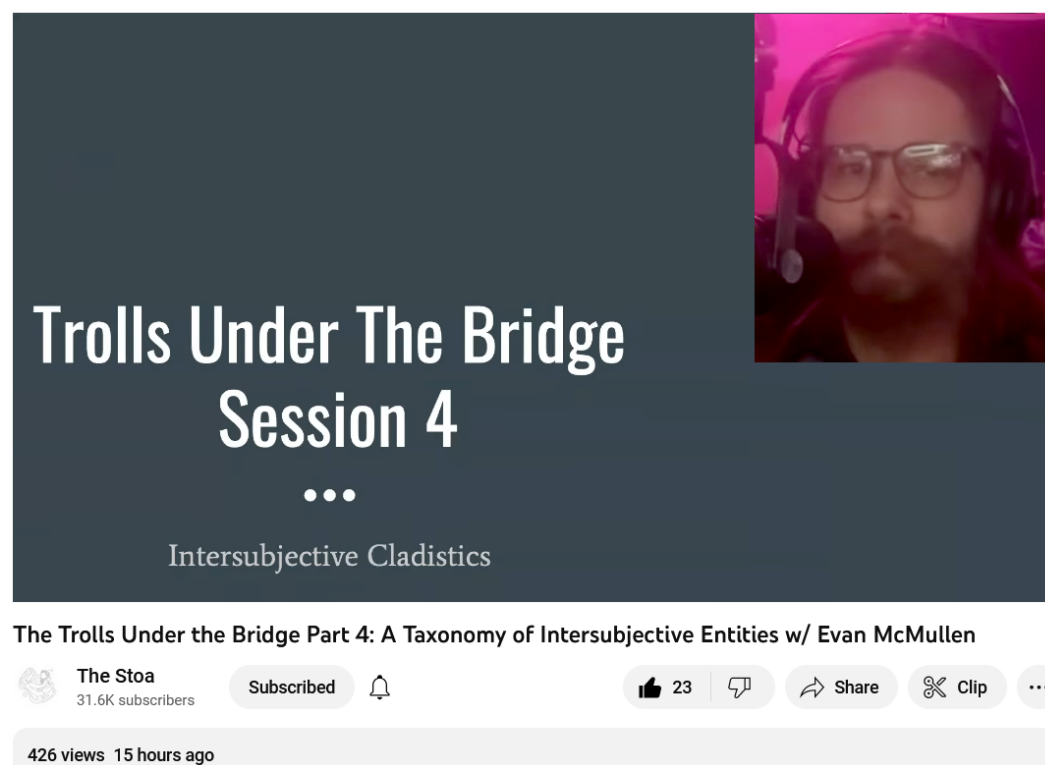 Trolls Under The Bridge
Session 4
Intersubjective Cladistics
The Trolls Under the Bridge Part 4: A Taxonomy of Intersubjective Entities w/ Evan McMullen
The Stoa
31.6K subscribers
Subscribed
23
Share
Clip
426 views 15 hours ago